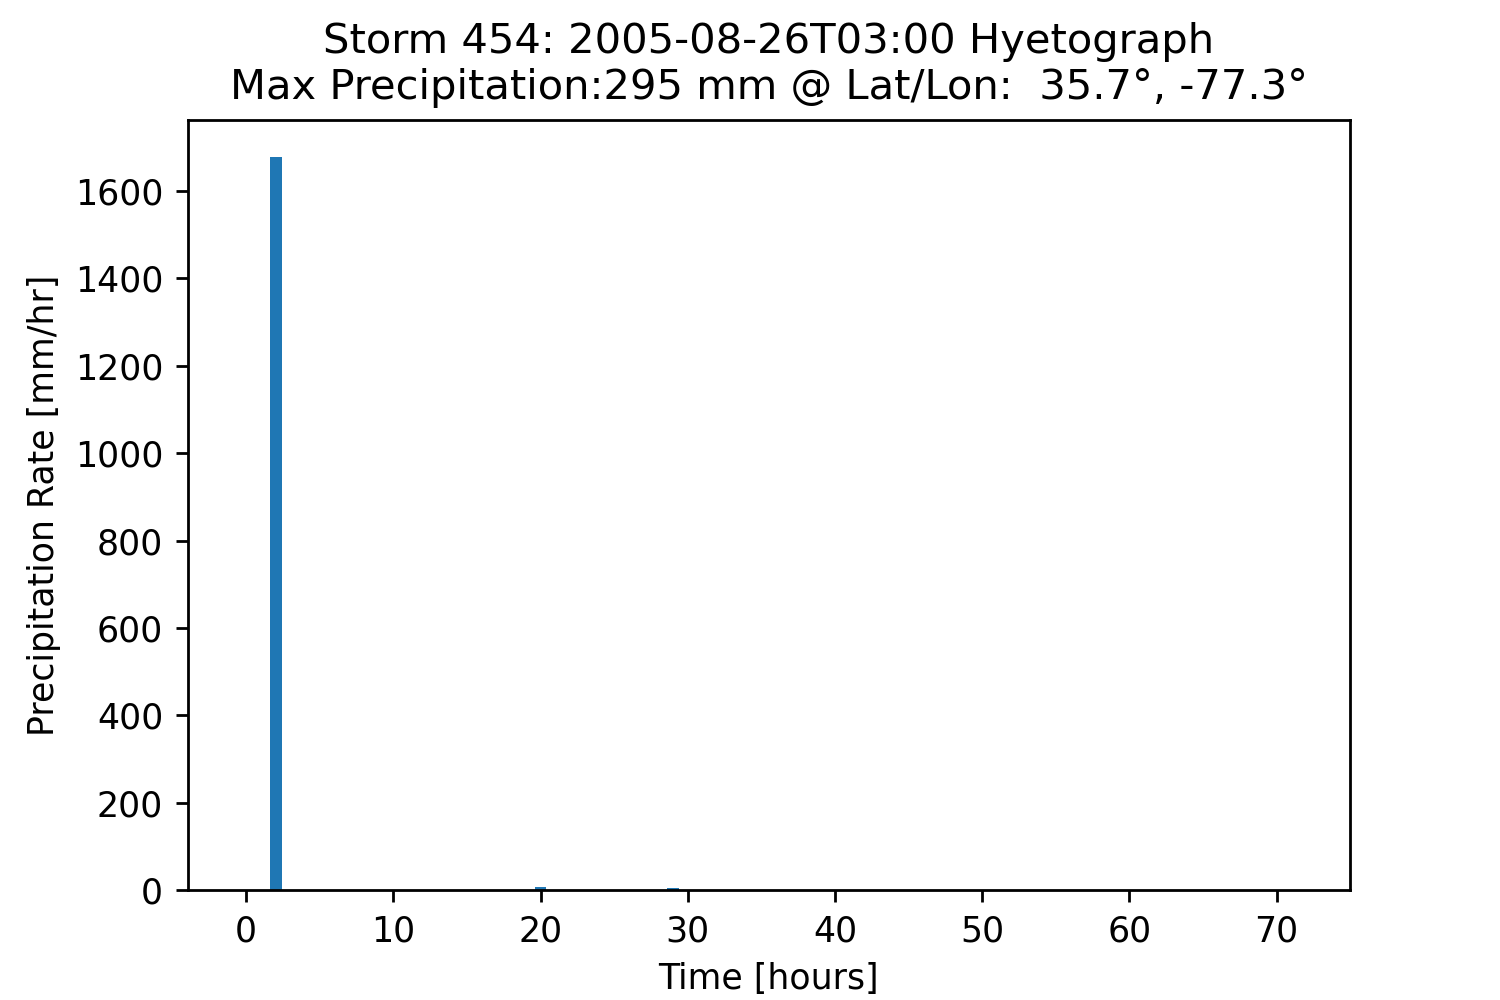 Storm 454: 2005-08-26T03:00 Hyetograph
Max Precipitation:295 mm @ Lat/Lon:  35.7°, -77.3°
Precipitation Rate [mm/hr]
1600
1400
1200
1000
800
600
400
200
0
0 10 20 30 40 50 60 70
Time [hours]